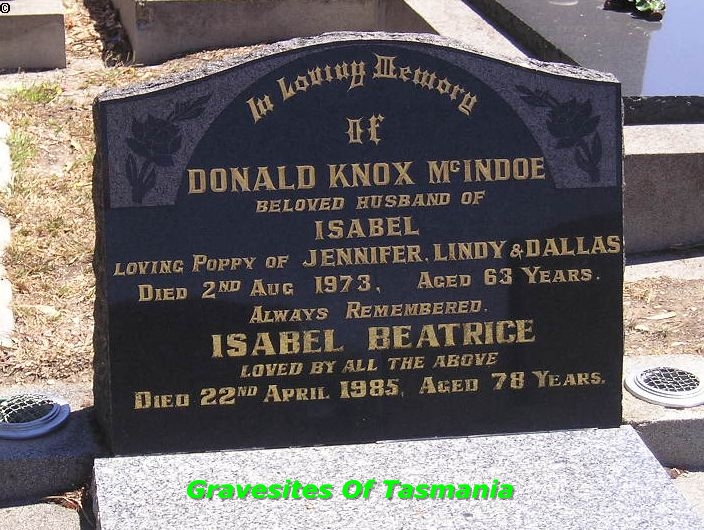 ©
In Loving Memory
OF
DONALD KNOX McINDOE
BELOVED HUSBAND OF
ISABEL
LOVING POPPY OF JENNIFER, LINDY & DALLAS
DIED 2ND AUG 1973, AGED 63 YEARS.
ALWAYS REMEMBERED.
ISABEL BEATRICE
LOVED BY ALL THE ABOVE
DIED 22ND APRIL 1985, AGED 78 YEARS.
Gravesites Of Tasmania